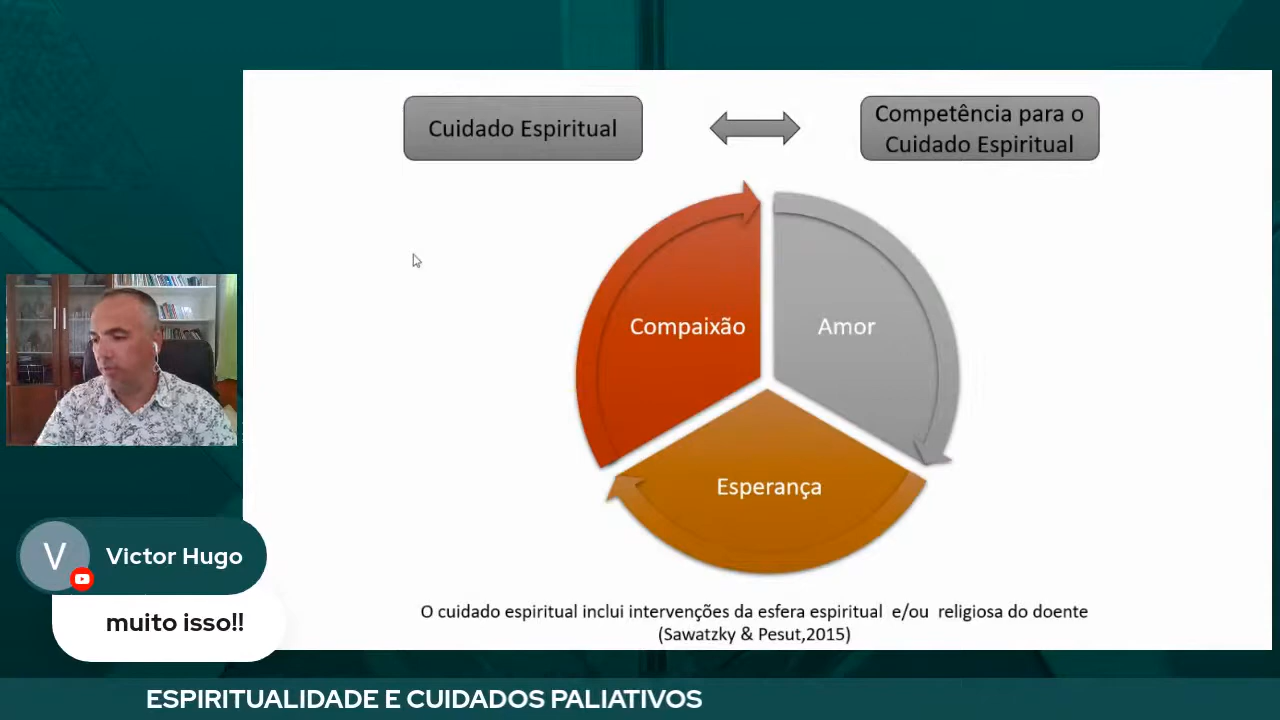 Cuidado Espiritual
Competência para o
Cuidado Espiritual
Compaixão
Amor
Esperança
O cuidado espiritual inclui intervenções da esfera espiritual e/ou religiosa do doente
(Sawatzky & Pesut,2015)
V
Victor Hugo
muito isso!!
ESPIRITUALIDADE E CUIDADOS PALIATIVOS